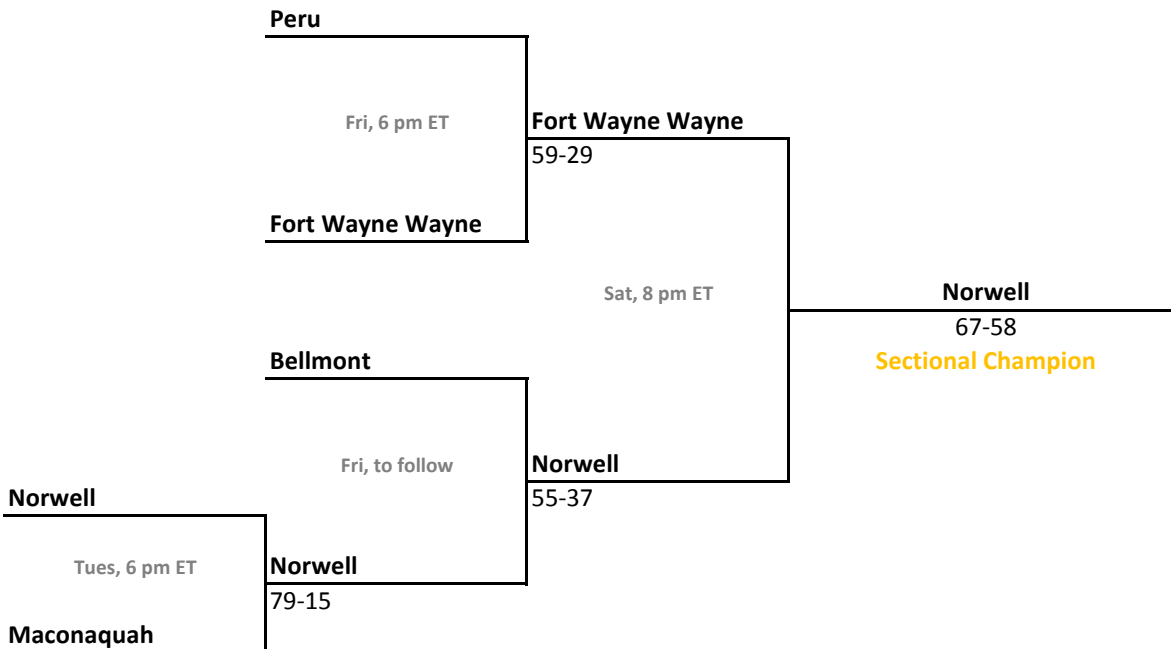 Peru
Fri, 6 pm ET
Fort Wayne Wayne
59-29
Fort Wayne Wayne
Sat, 8 pm ET
Norwell
67-58
Sectional Champion
Bellmont
Fri, to follow
Norwell
55-37
Norwell
Tues, 6 pm ET
Norwell
79-15
Maconaquah